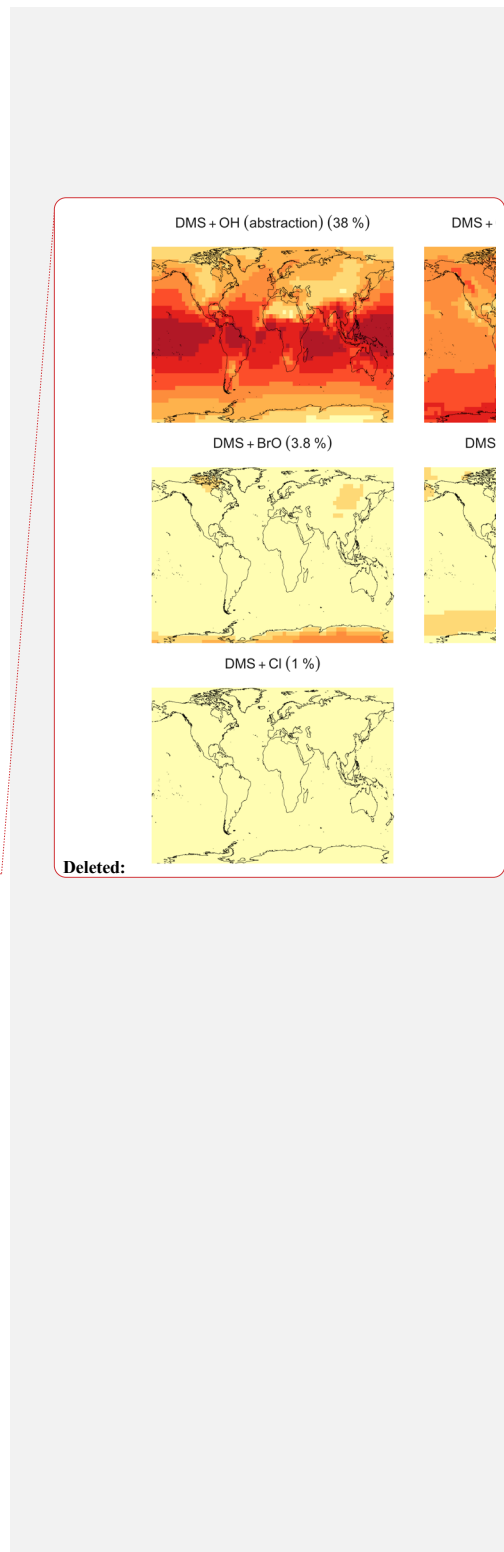 DMS + OH (abstraction) (38 %)
DMS +
DMS + BrO (3.8 %)
DMS
DMS + Cl (1 %)
Deleted: